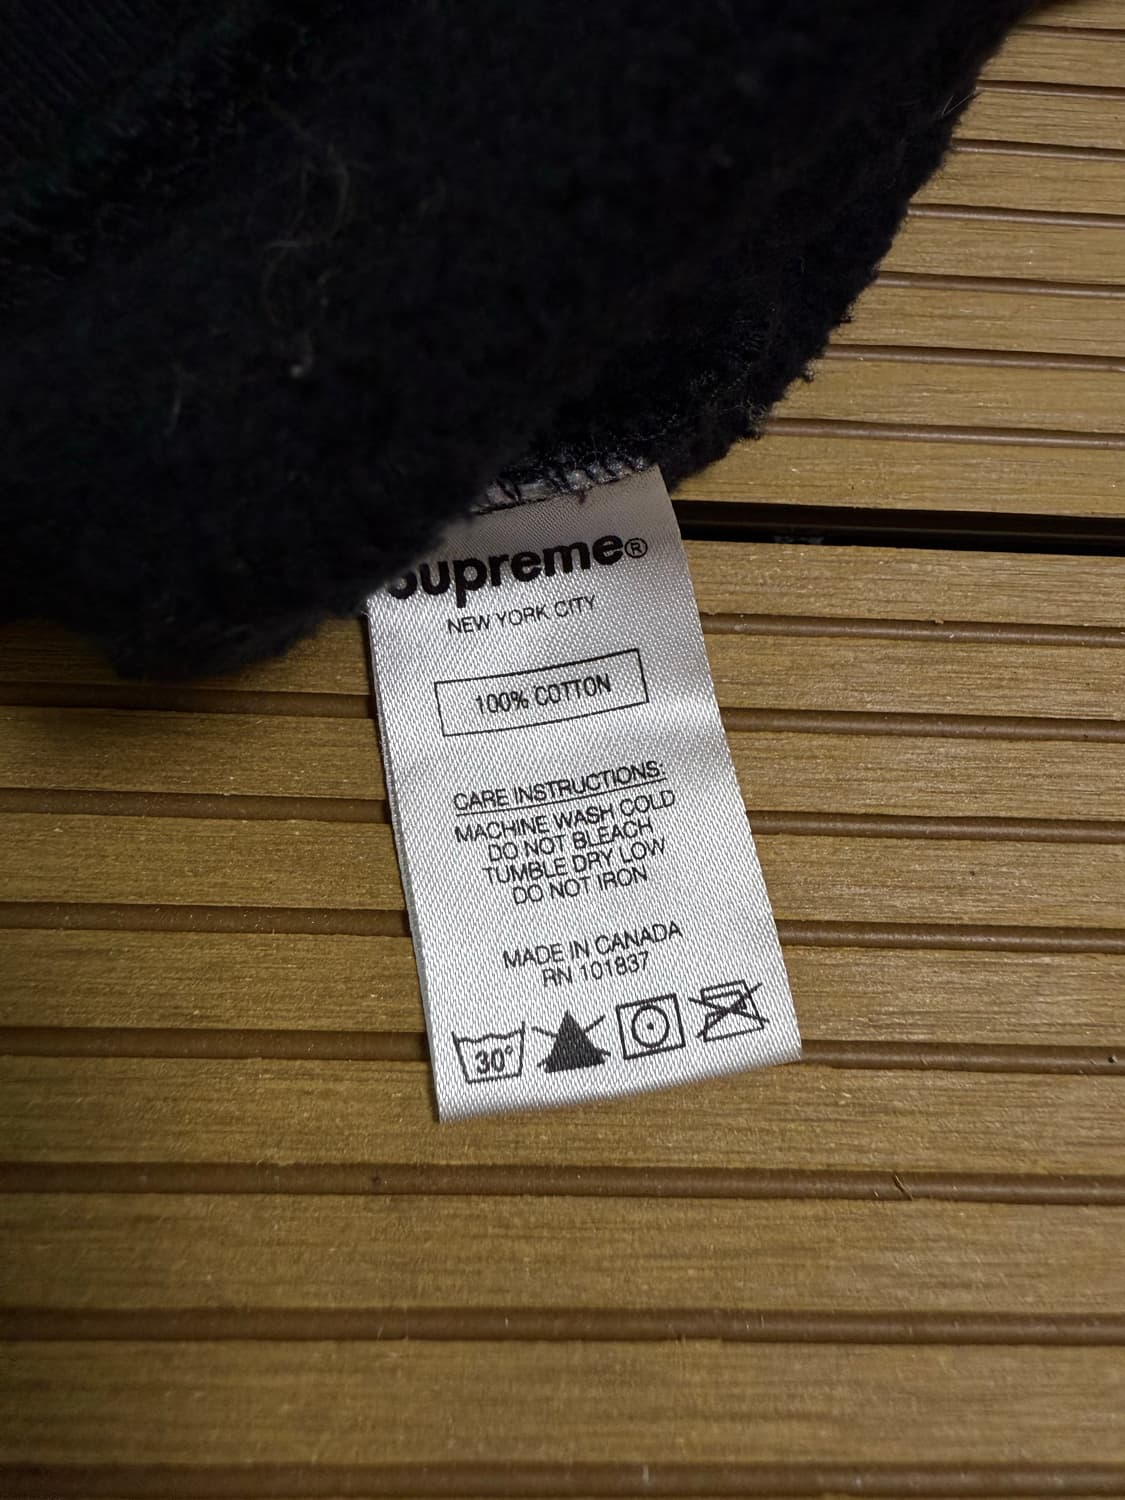 Supreme®
NEW YORK CITY
100% COTTON
CARE INSTRUCTIONS:
MACHINE WASH COLD
DO NOT BLEACH
TUMBLE DRY LOW
DO NOT IRON
MADE IN CANADA
RN 101837
30°